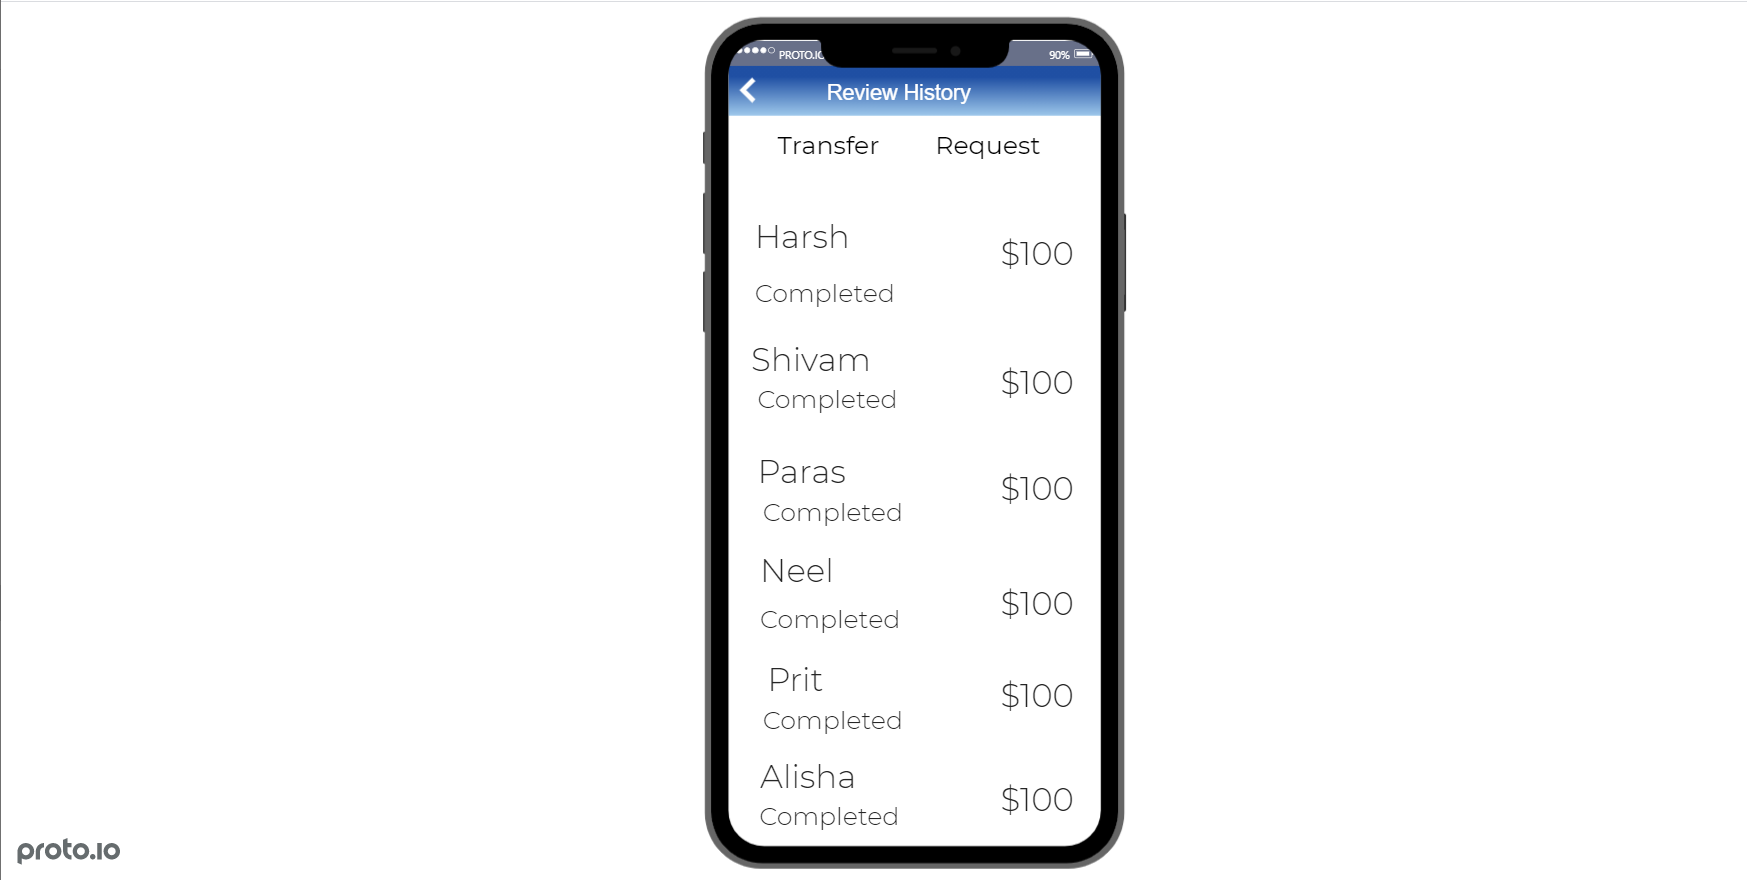 PROTO.IO 90%
Review History
Transfer Request
Harsh
$100
Completed
Shivam
$100
Completed
Paras
$100
Completed
Neel
$100
Completed
Prit
$100
Completed
Alisha
$100
Completed
proto.io